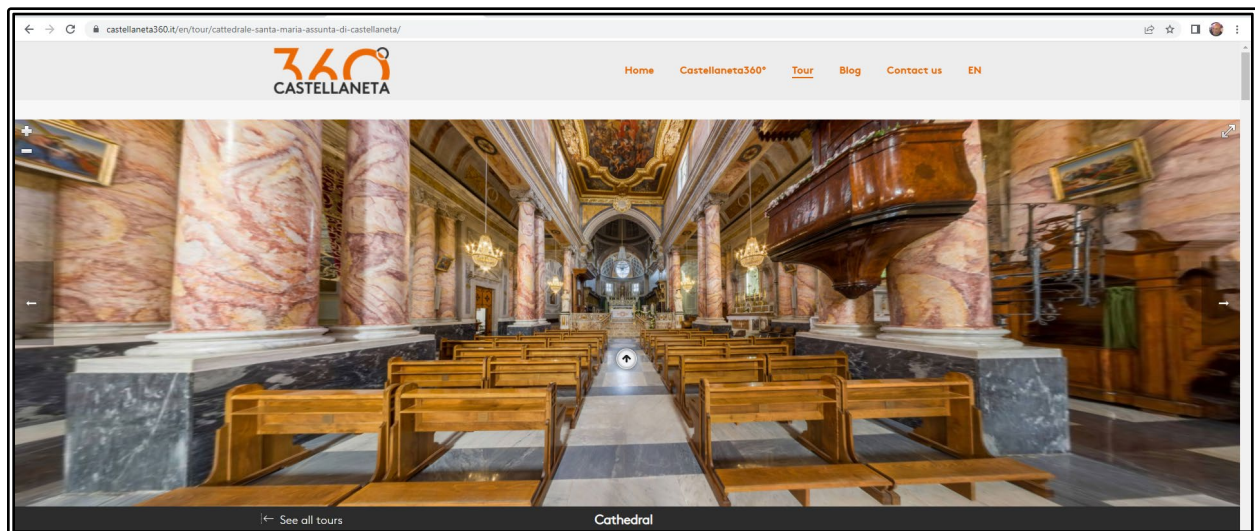 castellaneta360.it/en/tour/cattedrale-santa-maria-assunta-di-castellaneta/
360
CASTELLANETA
Home Castellaneta360° Tour Blog Contact us EN
← See all tours Cathedral